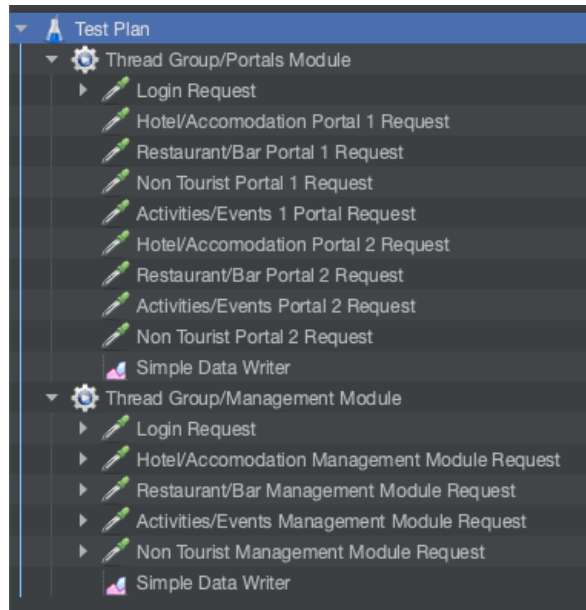 Test Plan
Thread Group/Portals Module
Login Request
Hotel/Accomodation Portal 1 Request
Restaurant/Bar Portal 1 Request
Non Tourist Portal 1 Request
Activities/Events 1 Portal Request
Hotel/Accomodation Portal 2 Request
Restaurant/Bar Portal 2 Request
Activities/Events Portal 2 Request
Non Tourist Portal 2 Request
Simple Data Writer
Thread Group/Management Module
Login Request
Hotel/Accomodation Management Module Request
Restaurant/Bar Management Module Request
Activities/Events Management Module Request
Non Tourist Management Module Request
Simple Data Writer